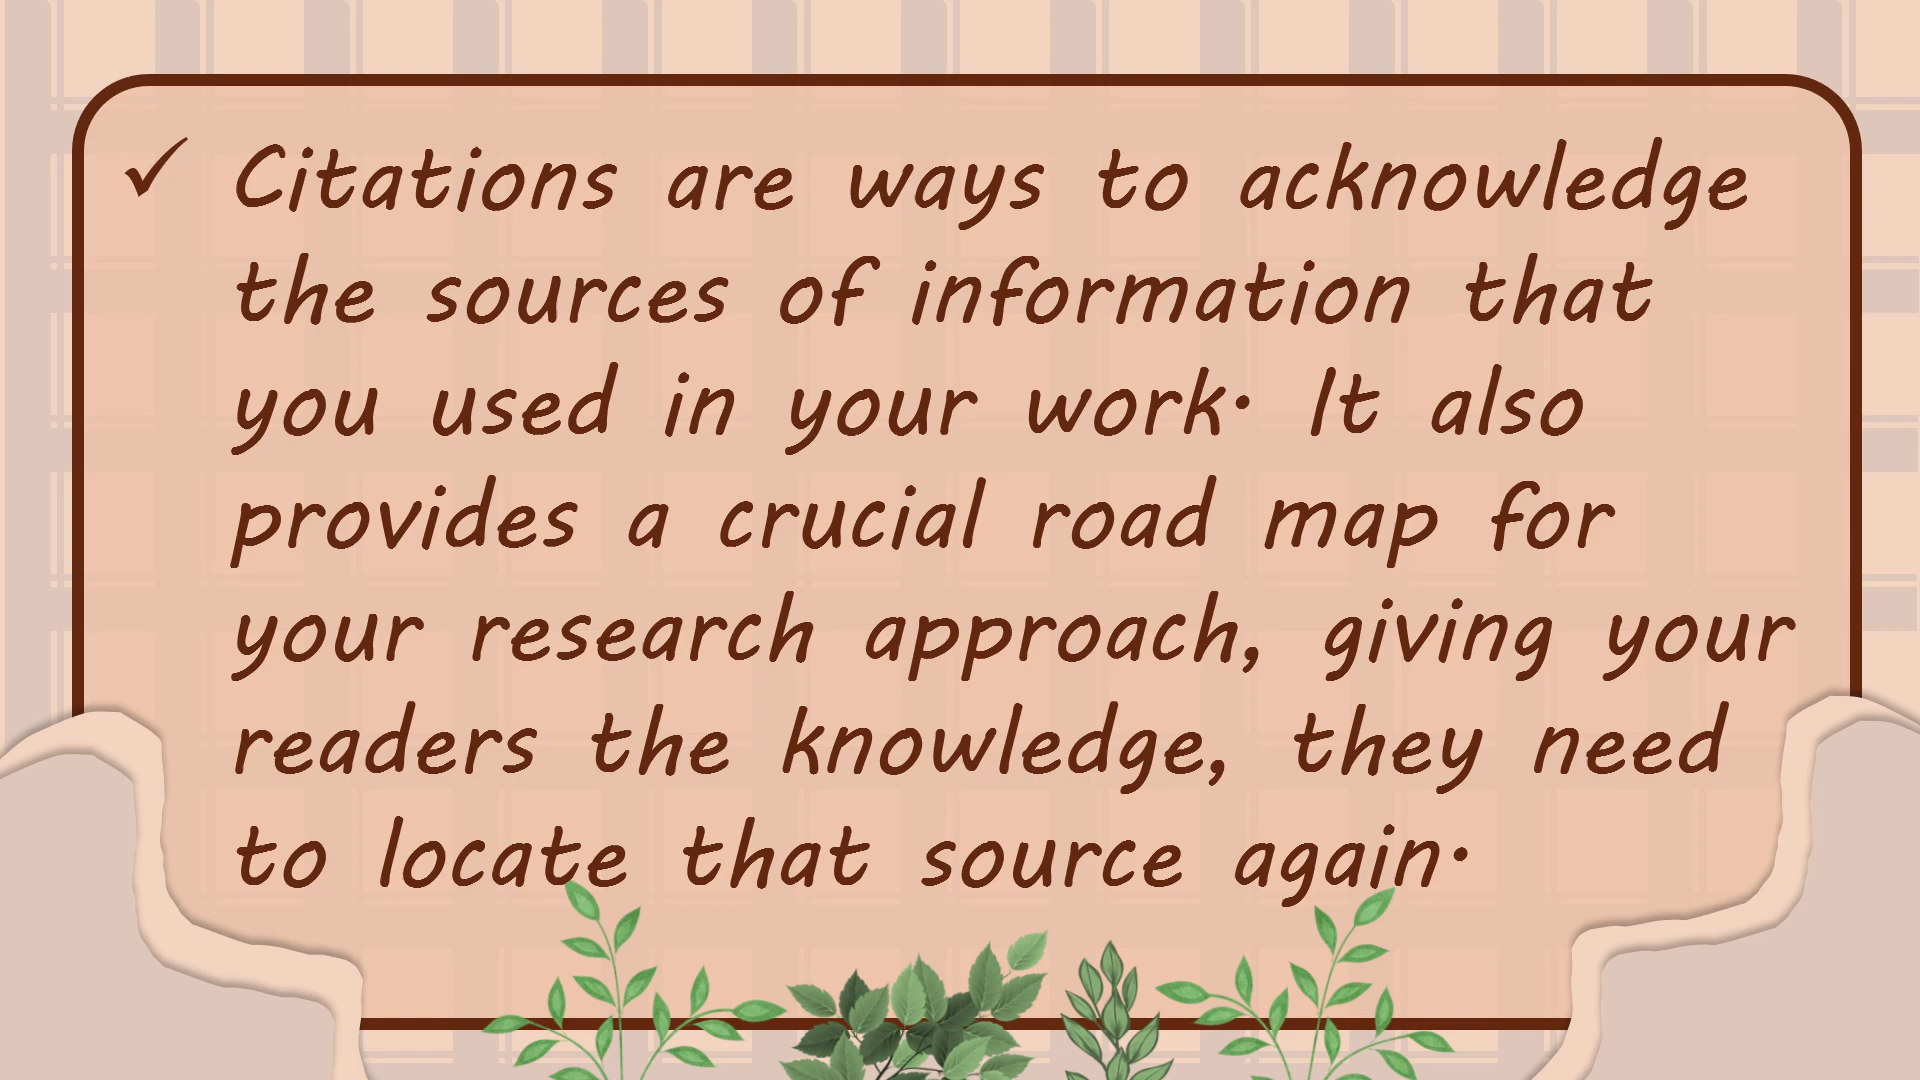 ✓ Citations are ways to acknowledge
the sources of information that
you used in your work. It also
provides a crucial road map for
your research approach, giving your
readers the knowledge, they need
to locate that source again.